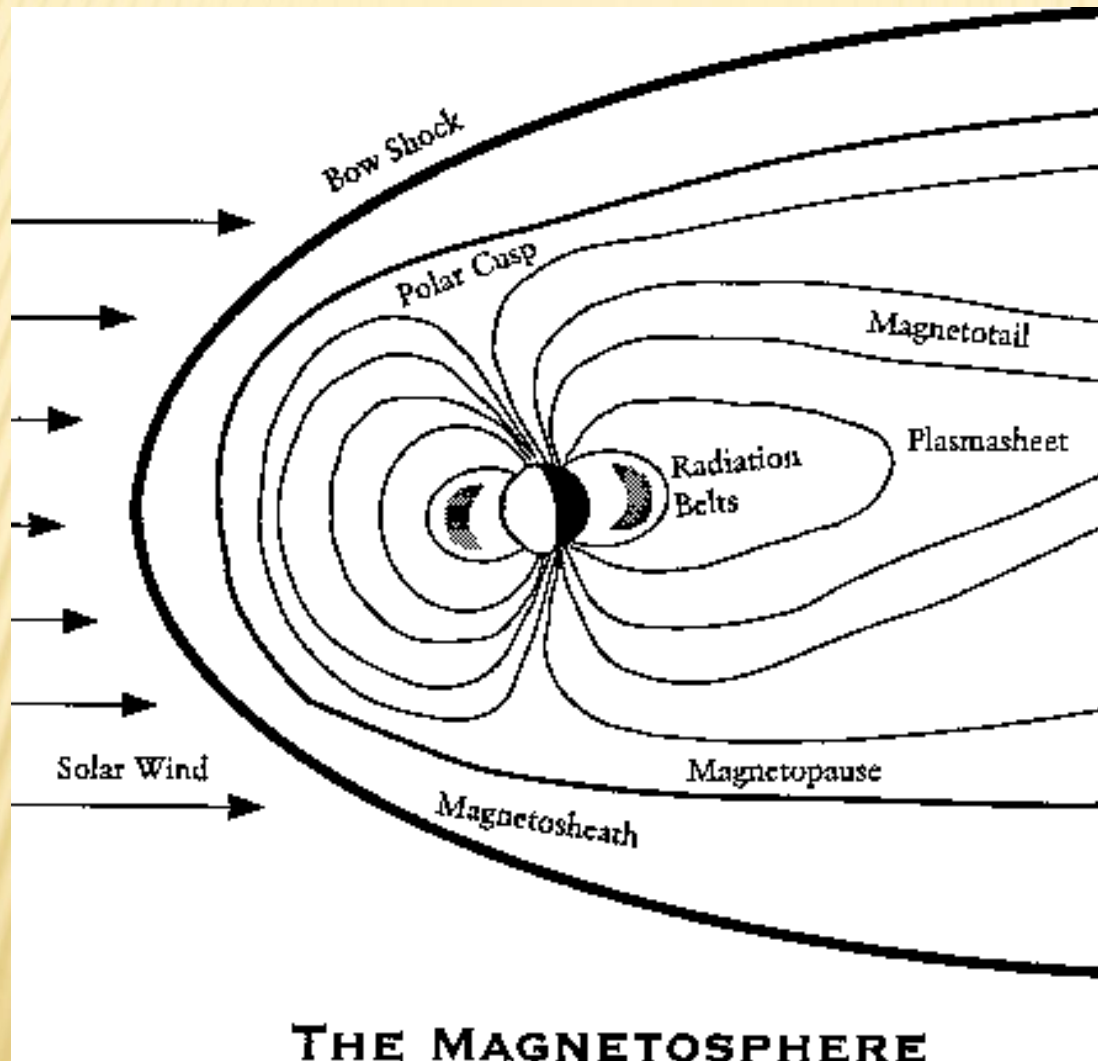 Bow Shock
Polar Cusp
Magnetotail
Plasmasheet
Radiation
Belts
Solar Wind
Magnetopause
Magnetosheath
THE MAGNETOSPHERE